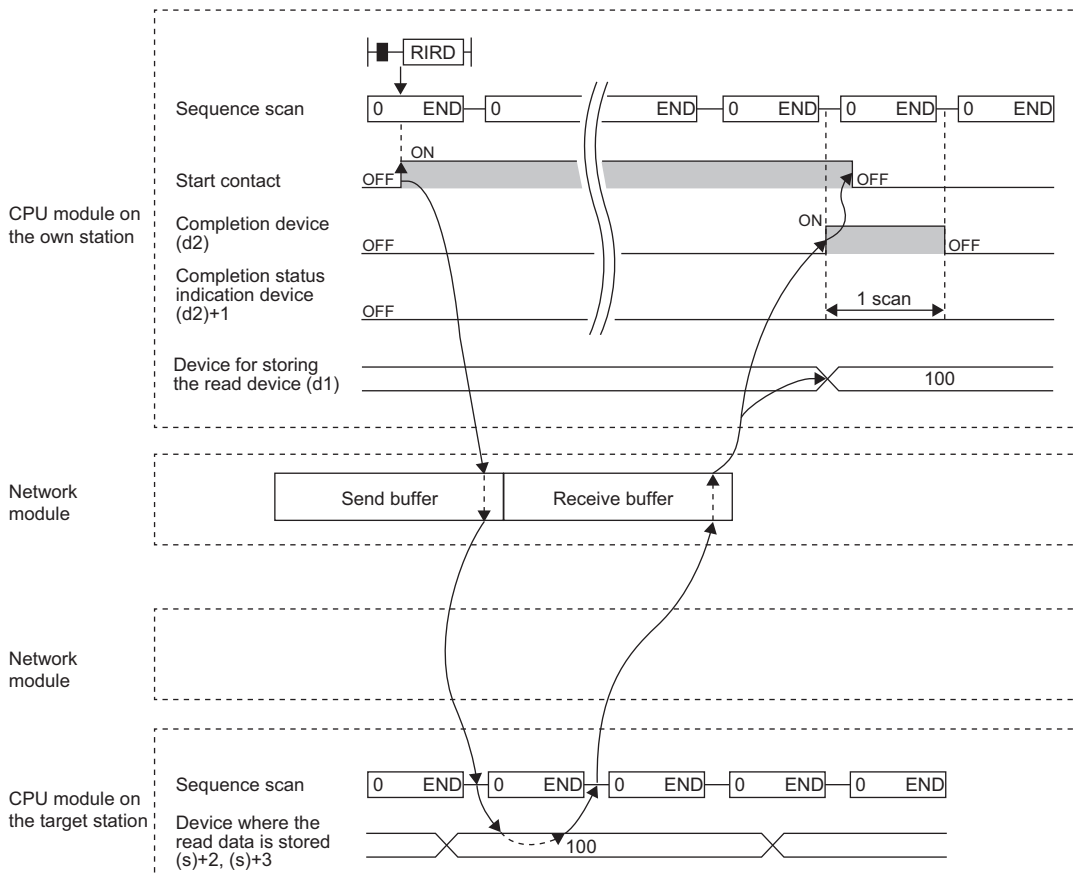 RIRD
Sequence scan
0 END 0 END 0 END 0 END 0 END
ON
Start contact
OFF OFF
CPU module on
the own station
Completion device
(d2)
ON
OFF OFF
Completion status
indication device
(d2)+1
OFF
1 scan
Device for storing
the read device (d1)
100
Network
module
Send buffer Receive buffer
Network
module
CPU module on
the target station
Sequence scan
0 END 0 END 0 END 0 END 0 END
Device where the
read data is stored
(s)+2, (s)+3
100